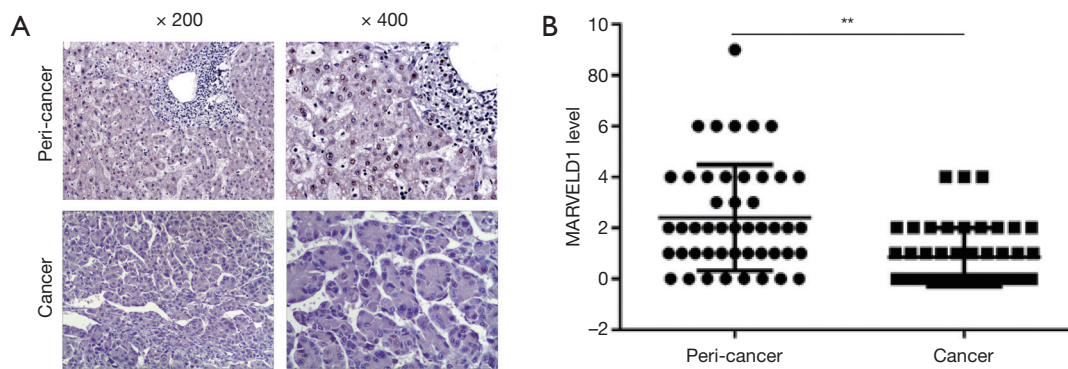 A
× 200
× 400
Peri-cancer
Cancer
B
**
MARVELD1 level
10
80
6
4
2
0
–2
Peri-cancer
Cancer